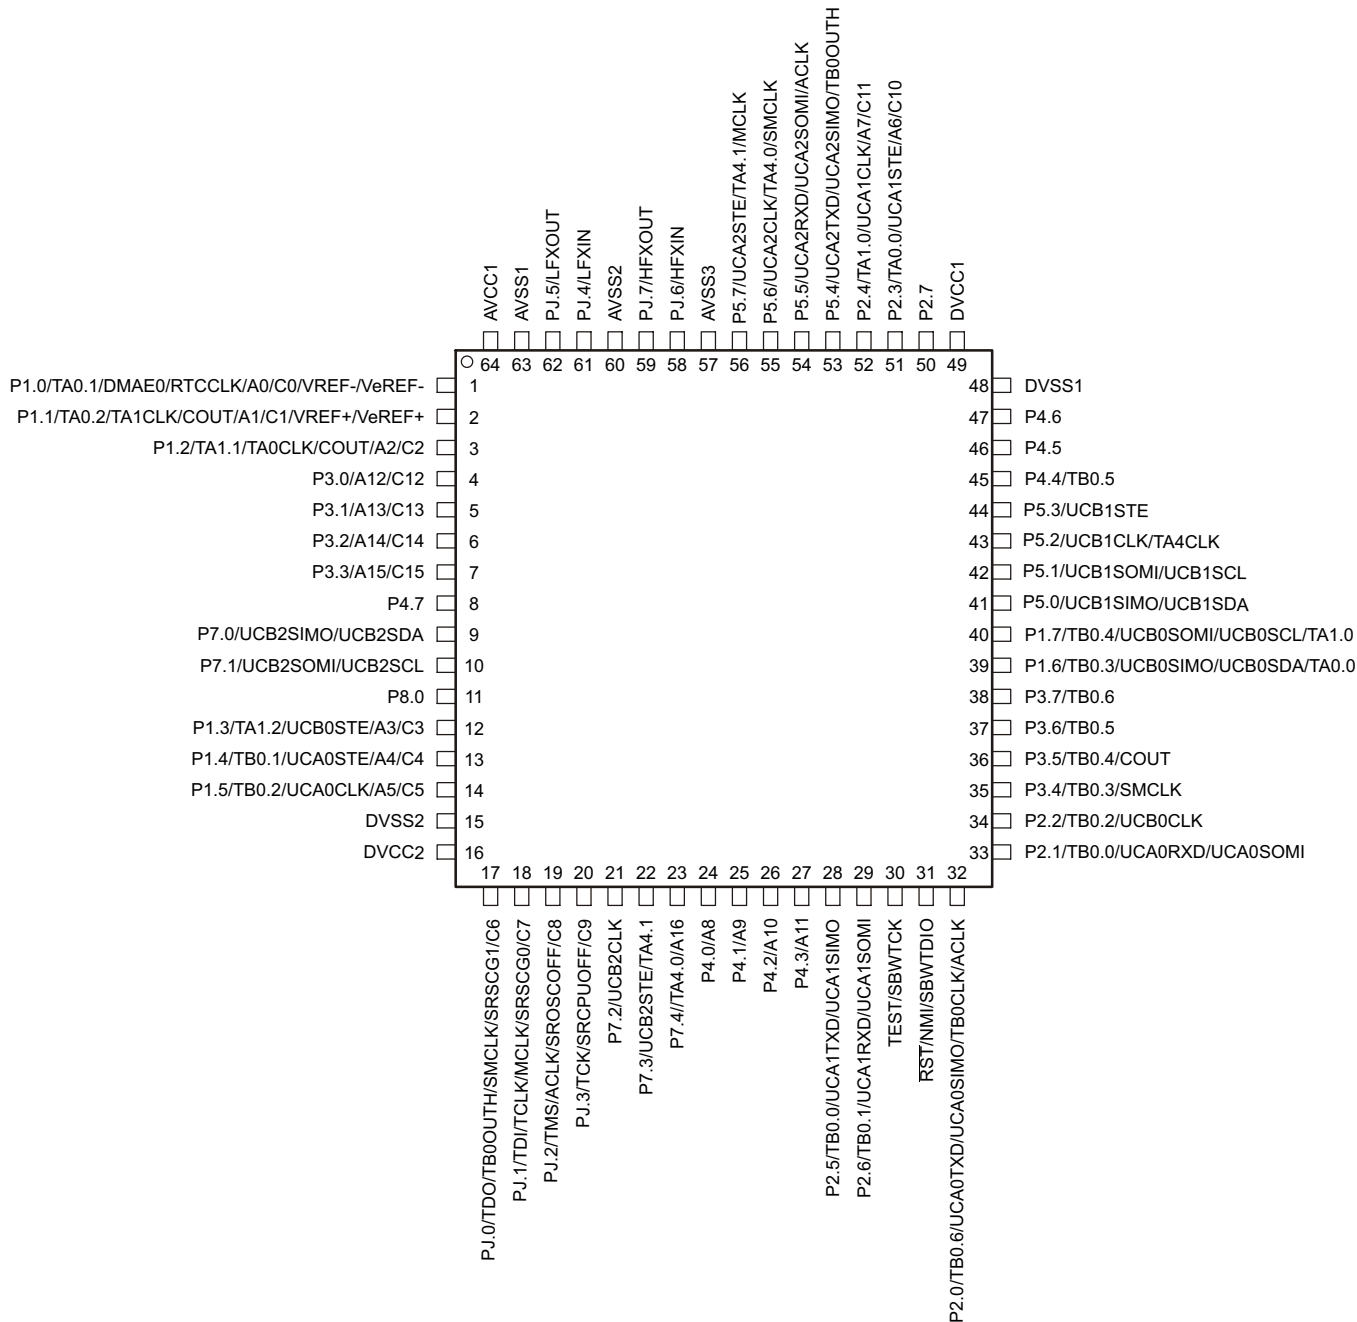 AVCC1
AVSS1
PJ.5/LFXOUT
PJ.4/LFXIN
AVSS2
PJ.7/HFXOUT
PJ.6/HFXIN
AVSS3
P5.7/UCA2STE/TA4.1/MCLK
P5.6/UCA2CLK/TA4.0/SMCLK
P5.5/UCA2RXD/UCA2SOMI/ACLK
P5.4/UCA2TXD/UCA2SIMO/TB0OUTH
P2.4/TA1.0/UCA1CLK/A7/C11
P2.3/TA0.0/UCA1STE/A6/C10
P2.7
DVCC1
64 63 62 61 60 59 58 57 56 55 54 53 52 51 50 49
P1.0/TA0.1/DMAE0/RTCCLK/A0/C0/VREF-/VeREF- 1
P1.1/TA0.2/TA1CLK/COUT/A1/C1/VREF+/VeREF+ 2
P1.2/TA1.1/TA0CLK/COUT/A2/C2 3
P3.0/A12/C12 4
P3.1/A13/C13 5
P3.2/A14/C14 6
P3.3/A15/C15 7
P4.7 8
P7.0/UCB2SIMO/UCB2SDA 9
P7.1/UCB2SOMI/UCB2SCL 10
P8.0 11
P1.3/TA1.2/UCB0STE/A3/C3 12
P1.4/TB0.1/UCA0STE/A4/C4 13
P1.5/TB0.2/UCA0CLK/A5/C5 14
DVSS2 15
DVCC2 16
48 DVSS1
47 P4.6
46 P4.5
45 P4.4/TB0.5
44 P5.3/UCB1STE
43 P5.2/UCB1CLK/TA4CLK
42 P5.1/UCB1SOMI/UCB1SCL
41 P5.0/UCB1SIMO/UCB1SDA
40 P1.7/TB0.4/UCB0SOMI/UCB0SCL/TA1.0
39 P1.6/TB0.3/UCB0SIMO/UCB0SDA/TA0.0
38 P3.7/TB0.6
37 P3.6/TB0.5
36 P3.5/TB0.4/COUT
35 P3.4/TB0.3/SMCLK
34 P2.2/TB0.2/UCB0CLK
33 P2.1/TB0.0/UCA0RXD/UCA0SOMI
17 18 19 20 21 22 23 24 25 26 27 28 29 30 31 32
PJ.0/TDO/TB0OUTH/SMCLK/SRSCG1/C6
PJ.1/TDI/TCLK/MCLK/SRSCG0/C7
PJ.2/TMS/ACLK/SROSCOFF/C8
PJ.3/TCK/SRCPUOFF/C9
P7.2/UCB2CLK
P7.3/UCB2STE/TA4.1
P7.4//TA4.0/A16
P4.0/A8
P4.1/A9
P4.2/A10
P4.3/A11
P2.5/TB0.0/UCA1TXD/UCA1SIMO
P2.6/TB0.1/UCA1RXD/UCA1SOMI
TEST/SBWTCK
RST/NMI/SBWTDIO
P2.0/TB0.6/UCA0TXD/UCA0SIMO/TB0CLK/ACLK